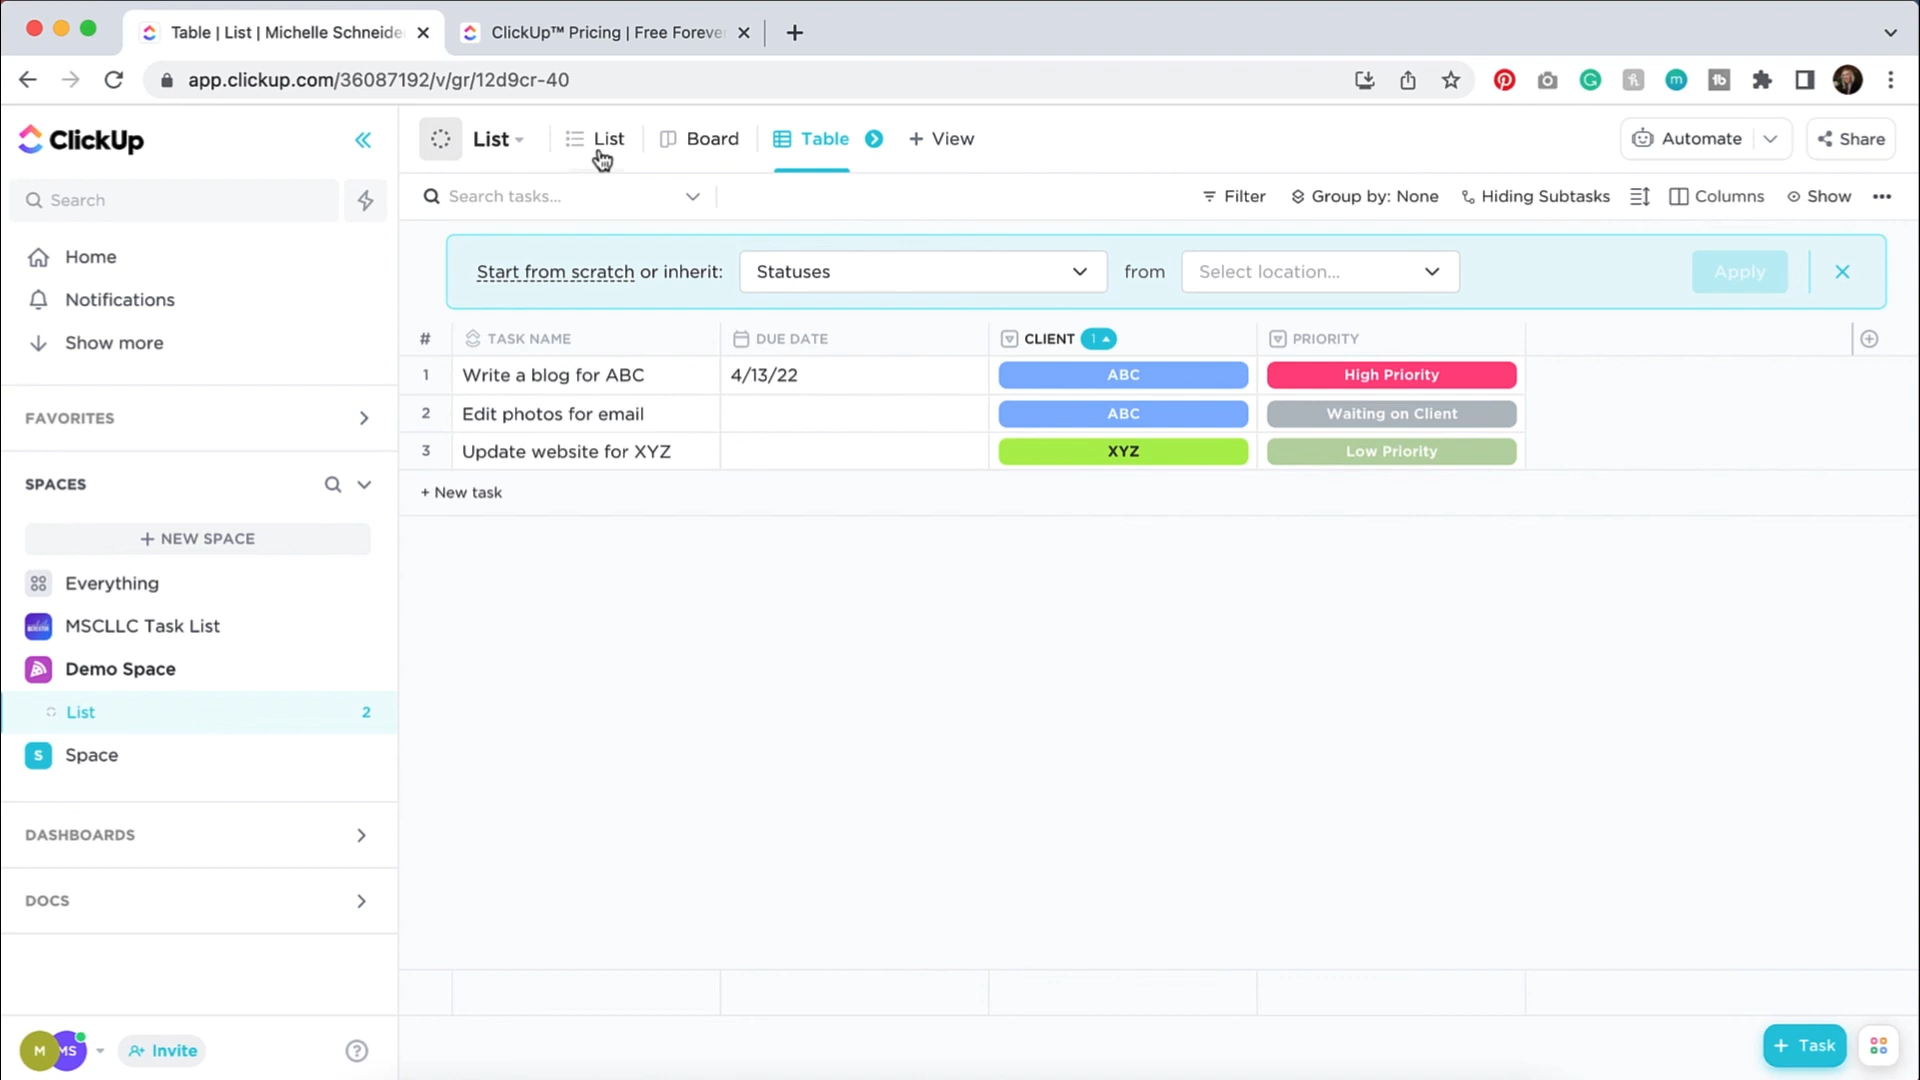 Table | List | Michelle Schneide
ClickUp™ Pricing | Free Foreve
app.clickup.com/36087192/v/gr/12d9cr-40
ClickUp
List
List
Board
Table
+ View
Automate
Share
Search
Search tasks...
Filter
Group by: None
Hiding Subtasks
Columns
Show
Home
Notifications
Show more
Start from scratch or inherit:
Statuses
from
Select location...
Apply
# TASK NAME DUE DATE CLIENT 1 PRIORITY
1 Write a blog for ABC 4/13/22 ABC High Priority
2 Edit photos for email ABC Waiting on Client
3 Update website for XYZ XYZ Low Priority
+ New task
FAVORITES
SPACES
+ NEW SPACE
Everything
MSCLLC Task List
Demo Space
List 2
S Space
DASHBOARDS
DOCS
M MS
Invite
?
+ Task